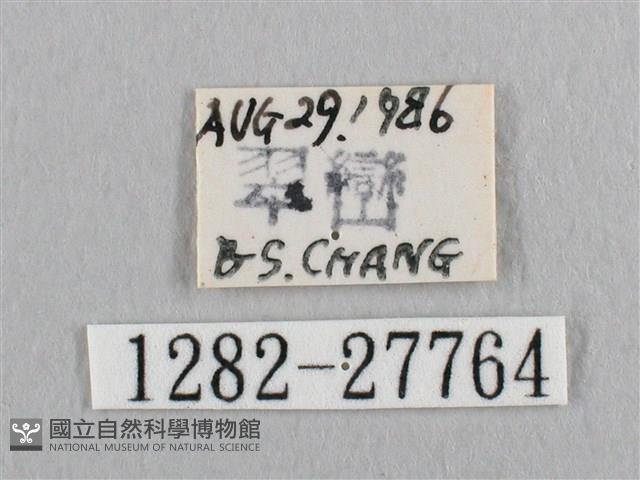 AUG 29.1986
翠巒
B S. CHANG
1282-27764
國立自然科學博物館
NATIONAL MUSEUM OF NATURAL SCIENCE